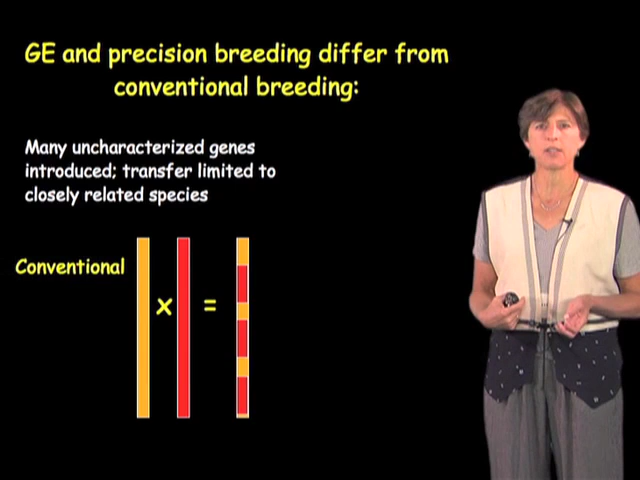 GE and precision breeding differ from
conventional breeding:
Many uncharacterized genes
introduced; transfer limited to
closely related species
Conventional
x =